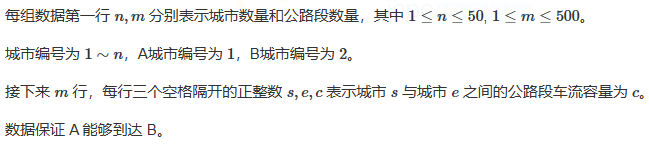 每组数据第一行 n, m 分别表示城市数量和公路段数量，其中 1 ≤ n ≤ 50, 1 ≤ m ≤ 500。
城市编号为 1 ∼ n，A城市编号为 1，B城市编号为 2。
接下来 m 行，每行三个空格隔开的正整数 s, e, c 表示城市 s 与城市 e 之间的公路段车流容量为 c。
数据保证 A 能够到达 B。